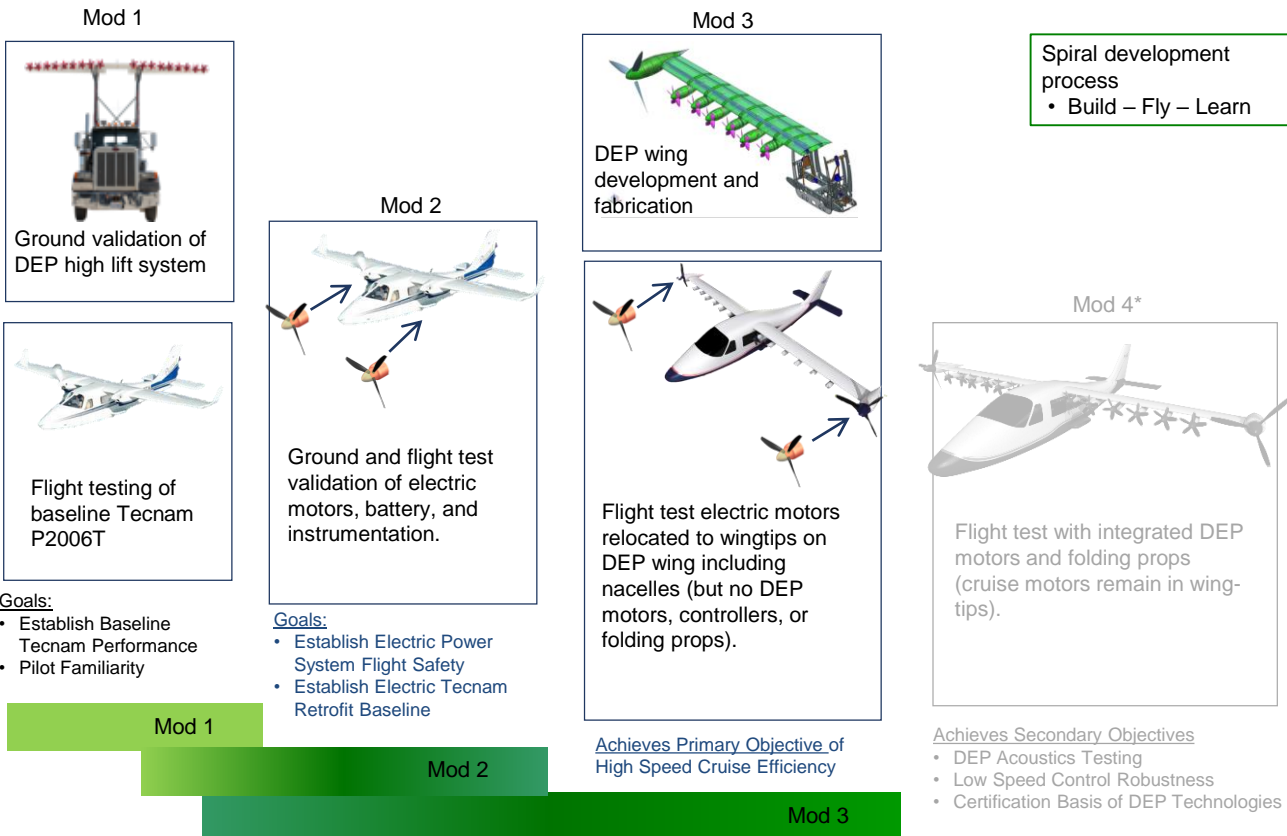 Mod 1
Ground validation of
DEP high lift system
Flight testing of
baseline Tecnam
P2006T
Goals:
• Establish Baseline
Tecnam Performance
• Pilot Familiarity
Mod 2
Ground and flight test
validation of electric
motors, battery, and
instrumentation.
Goals:
• Establish Electric Power
System Flight Safety
• Establish Electric Tecnam
Retrofit Baseline
Mod 3
DEP wing
development and
fabrication
Flight test electric motors
relocated to wingtips on
DEP wing including
nacelles (but no DEP
motors, controllers, or
folding props).
Achieves Primary Objective of
High Speed Cruise Efficiency
Spiral development
process
• Build – Fly – Learn
Mod 4*
Flight test with integrated DEP
motors and folding props
(cruise motors remain in wing-
tips).
Achieves Secondary Objectives
• DEP Acoustics Testing
• Low Speed Control Robustness
• Certification Basis of DEP Technologies
Mod 1
Mod 2
Mod 3